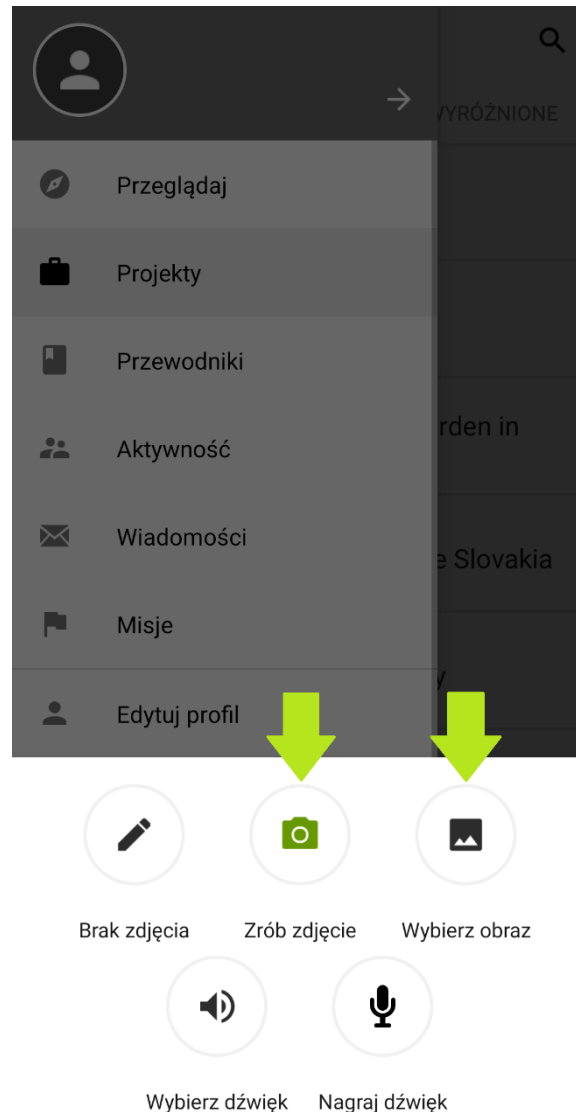 WYRÓŻNIONE
Przeglądaj
Projekty
Przewodniki
rden in
Aktywność
Wiadomości
e Slovakia
Misje
y
Edytuj profil
Brak zdjęcia Zrób zdjęcie Wybierz obraz
Wybierz dźwięk Nagraj dźwięk